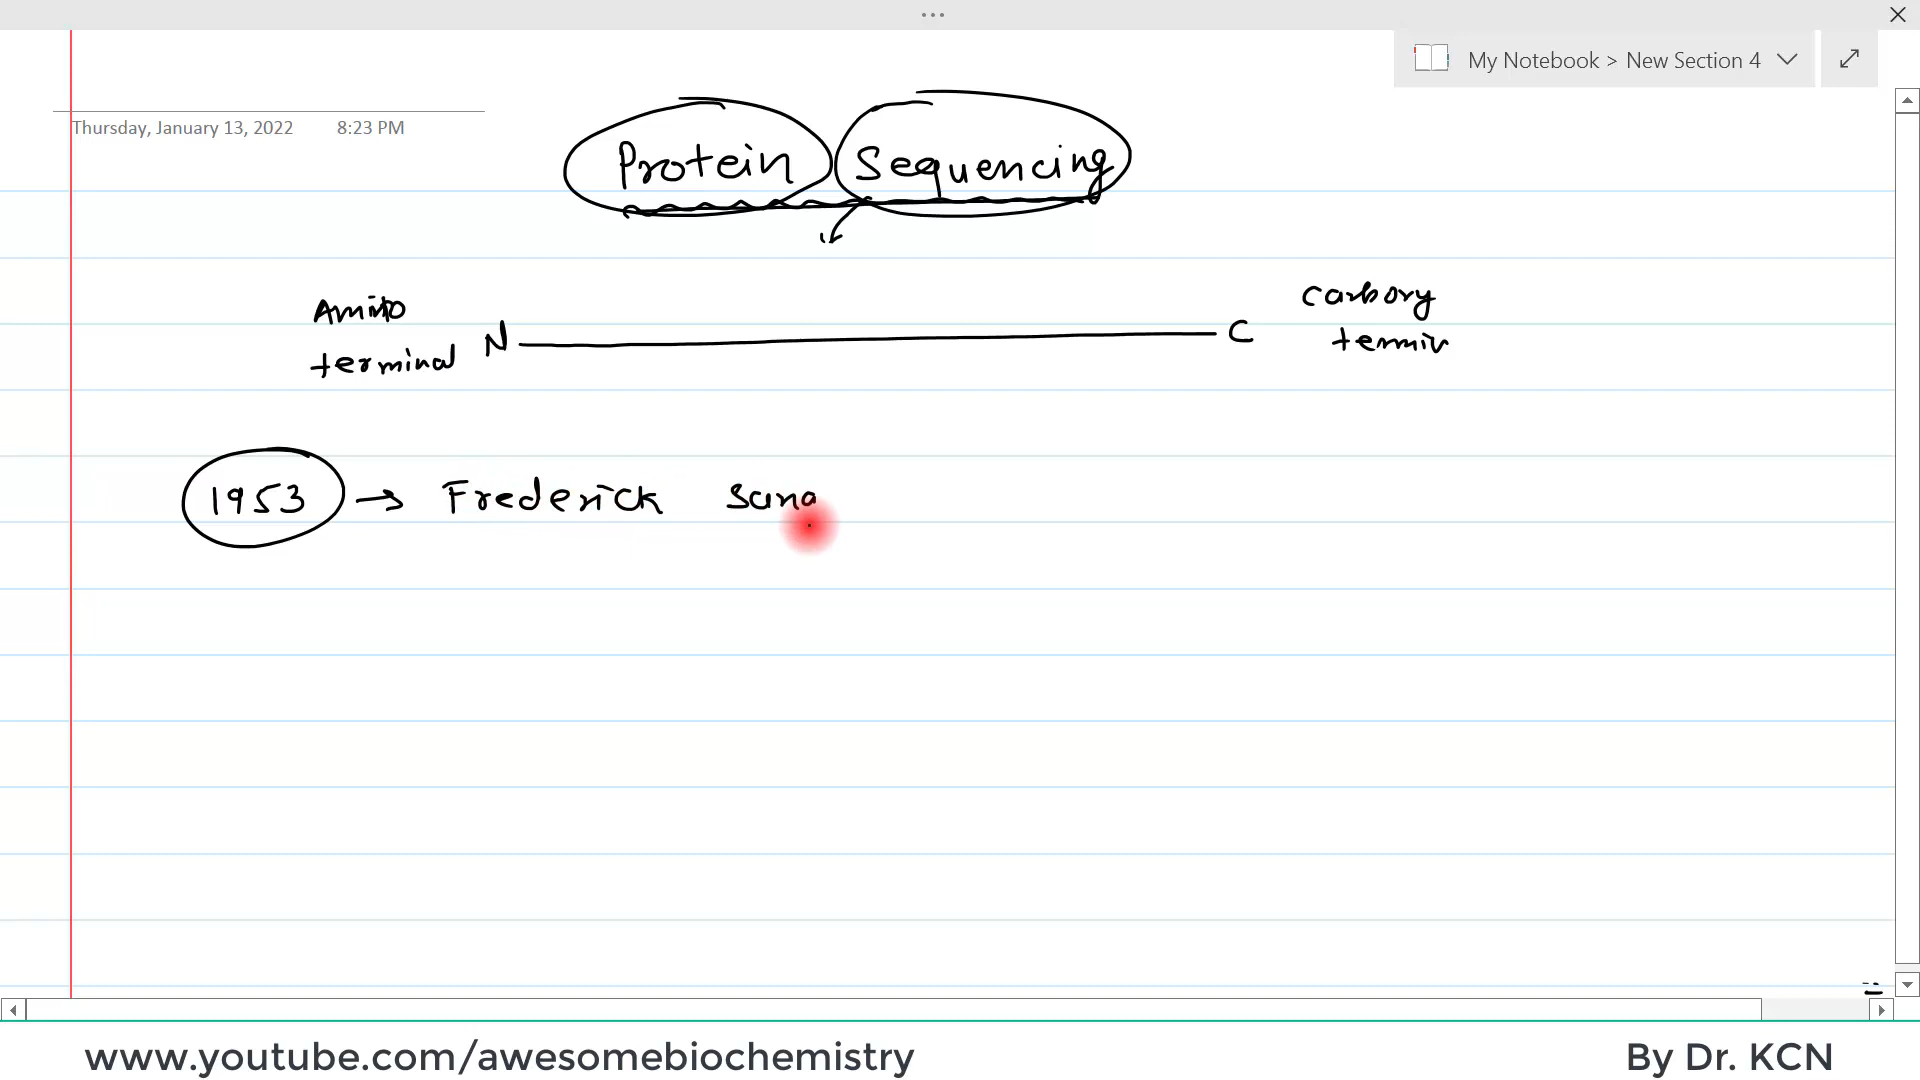 My Notebook > New Section 4
Thursday, January 13, 2022 8:23 PM
Protein Sequencing
Amino
terminal N C
Carboxy
termin
1953 → Frederick Sang
www.youtube.com/awesomebiochemistry
By Dr. KCN